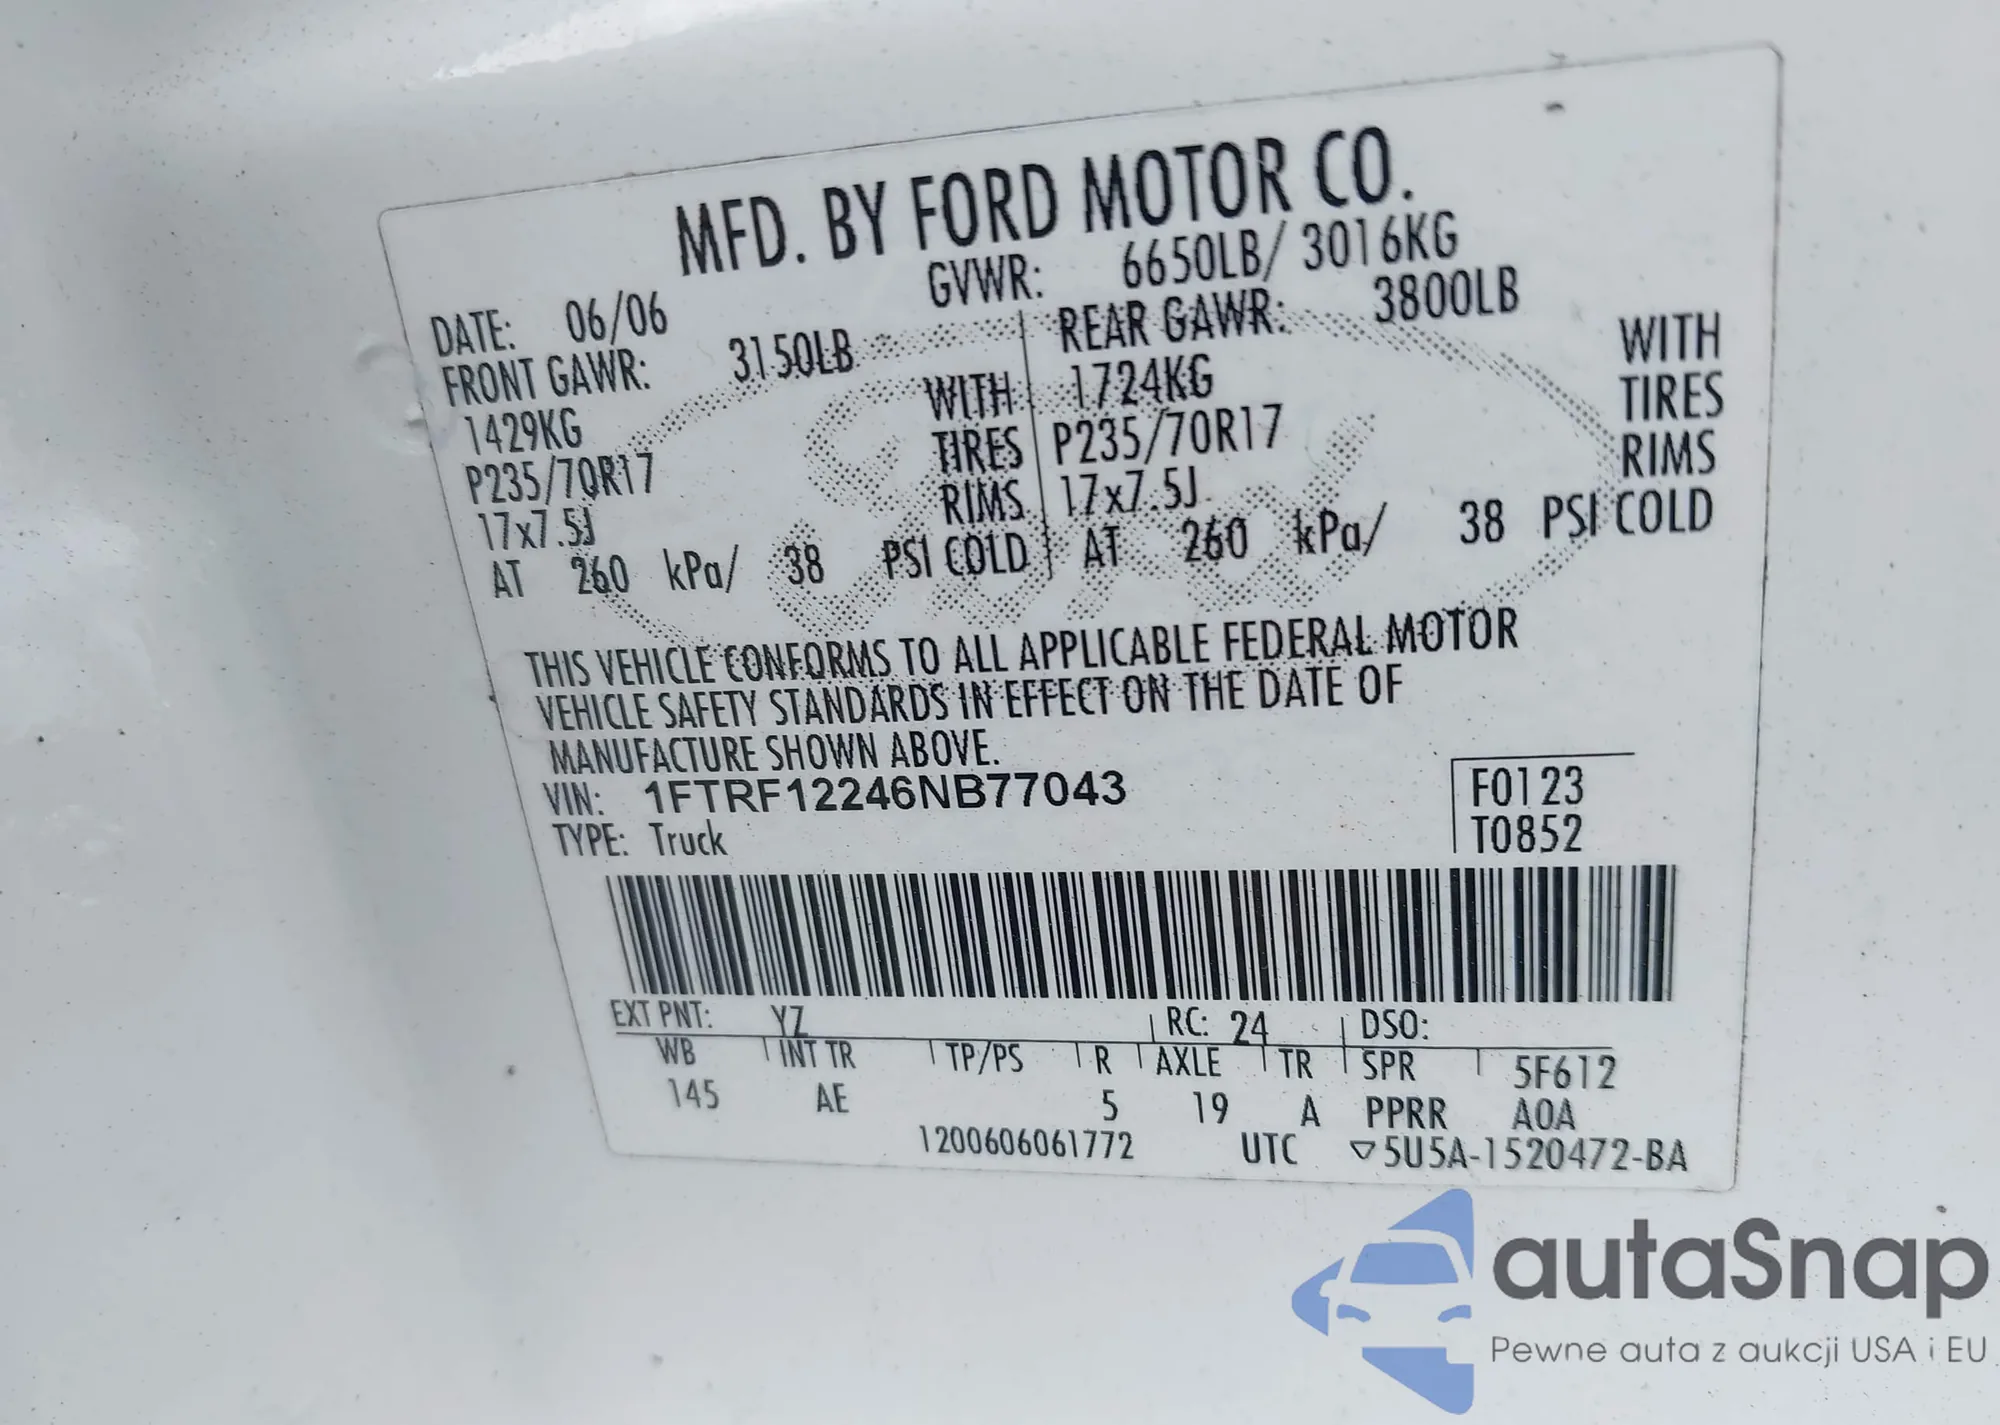 MFD. BY FORD MOTOR CO.
DATE: 06/06 GVWR: 6650LB/ 3016KG
FRONT GAWR: 3150LB REAR GAWR: 3800LB
1429KG WITH 1724KG WITH
P235/70R17 TIRES P235/70R17 TIRES
17x7.5J RIMS 17x7.5J RIMS
AT 260 kPa/ 38 PSI COLD AT 260 kPa/ 38 PSI COLD
THIS VEHICLE CONFORMS TO ALL APPLICABLE FEDERAL MOTOR
VEHICLE SAFETY STANDARDS IN EFFECT ON THE DATE OF
MANUFACTURE SHOWN ABOVE.
VIN: 1FTRF12246NB77043 F0123
TYPE: Truck T0852
EXT PNT: YZ RC: 24 DSO:
WB INT TR TP/PS R AXLE TR SPR 5F612
145 AE 5 19 A PPRR A0A
1200606061772 UTC ▽5U5A-1520472-BA
autaSnap
Pewne auta z aukcji USA i EU